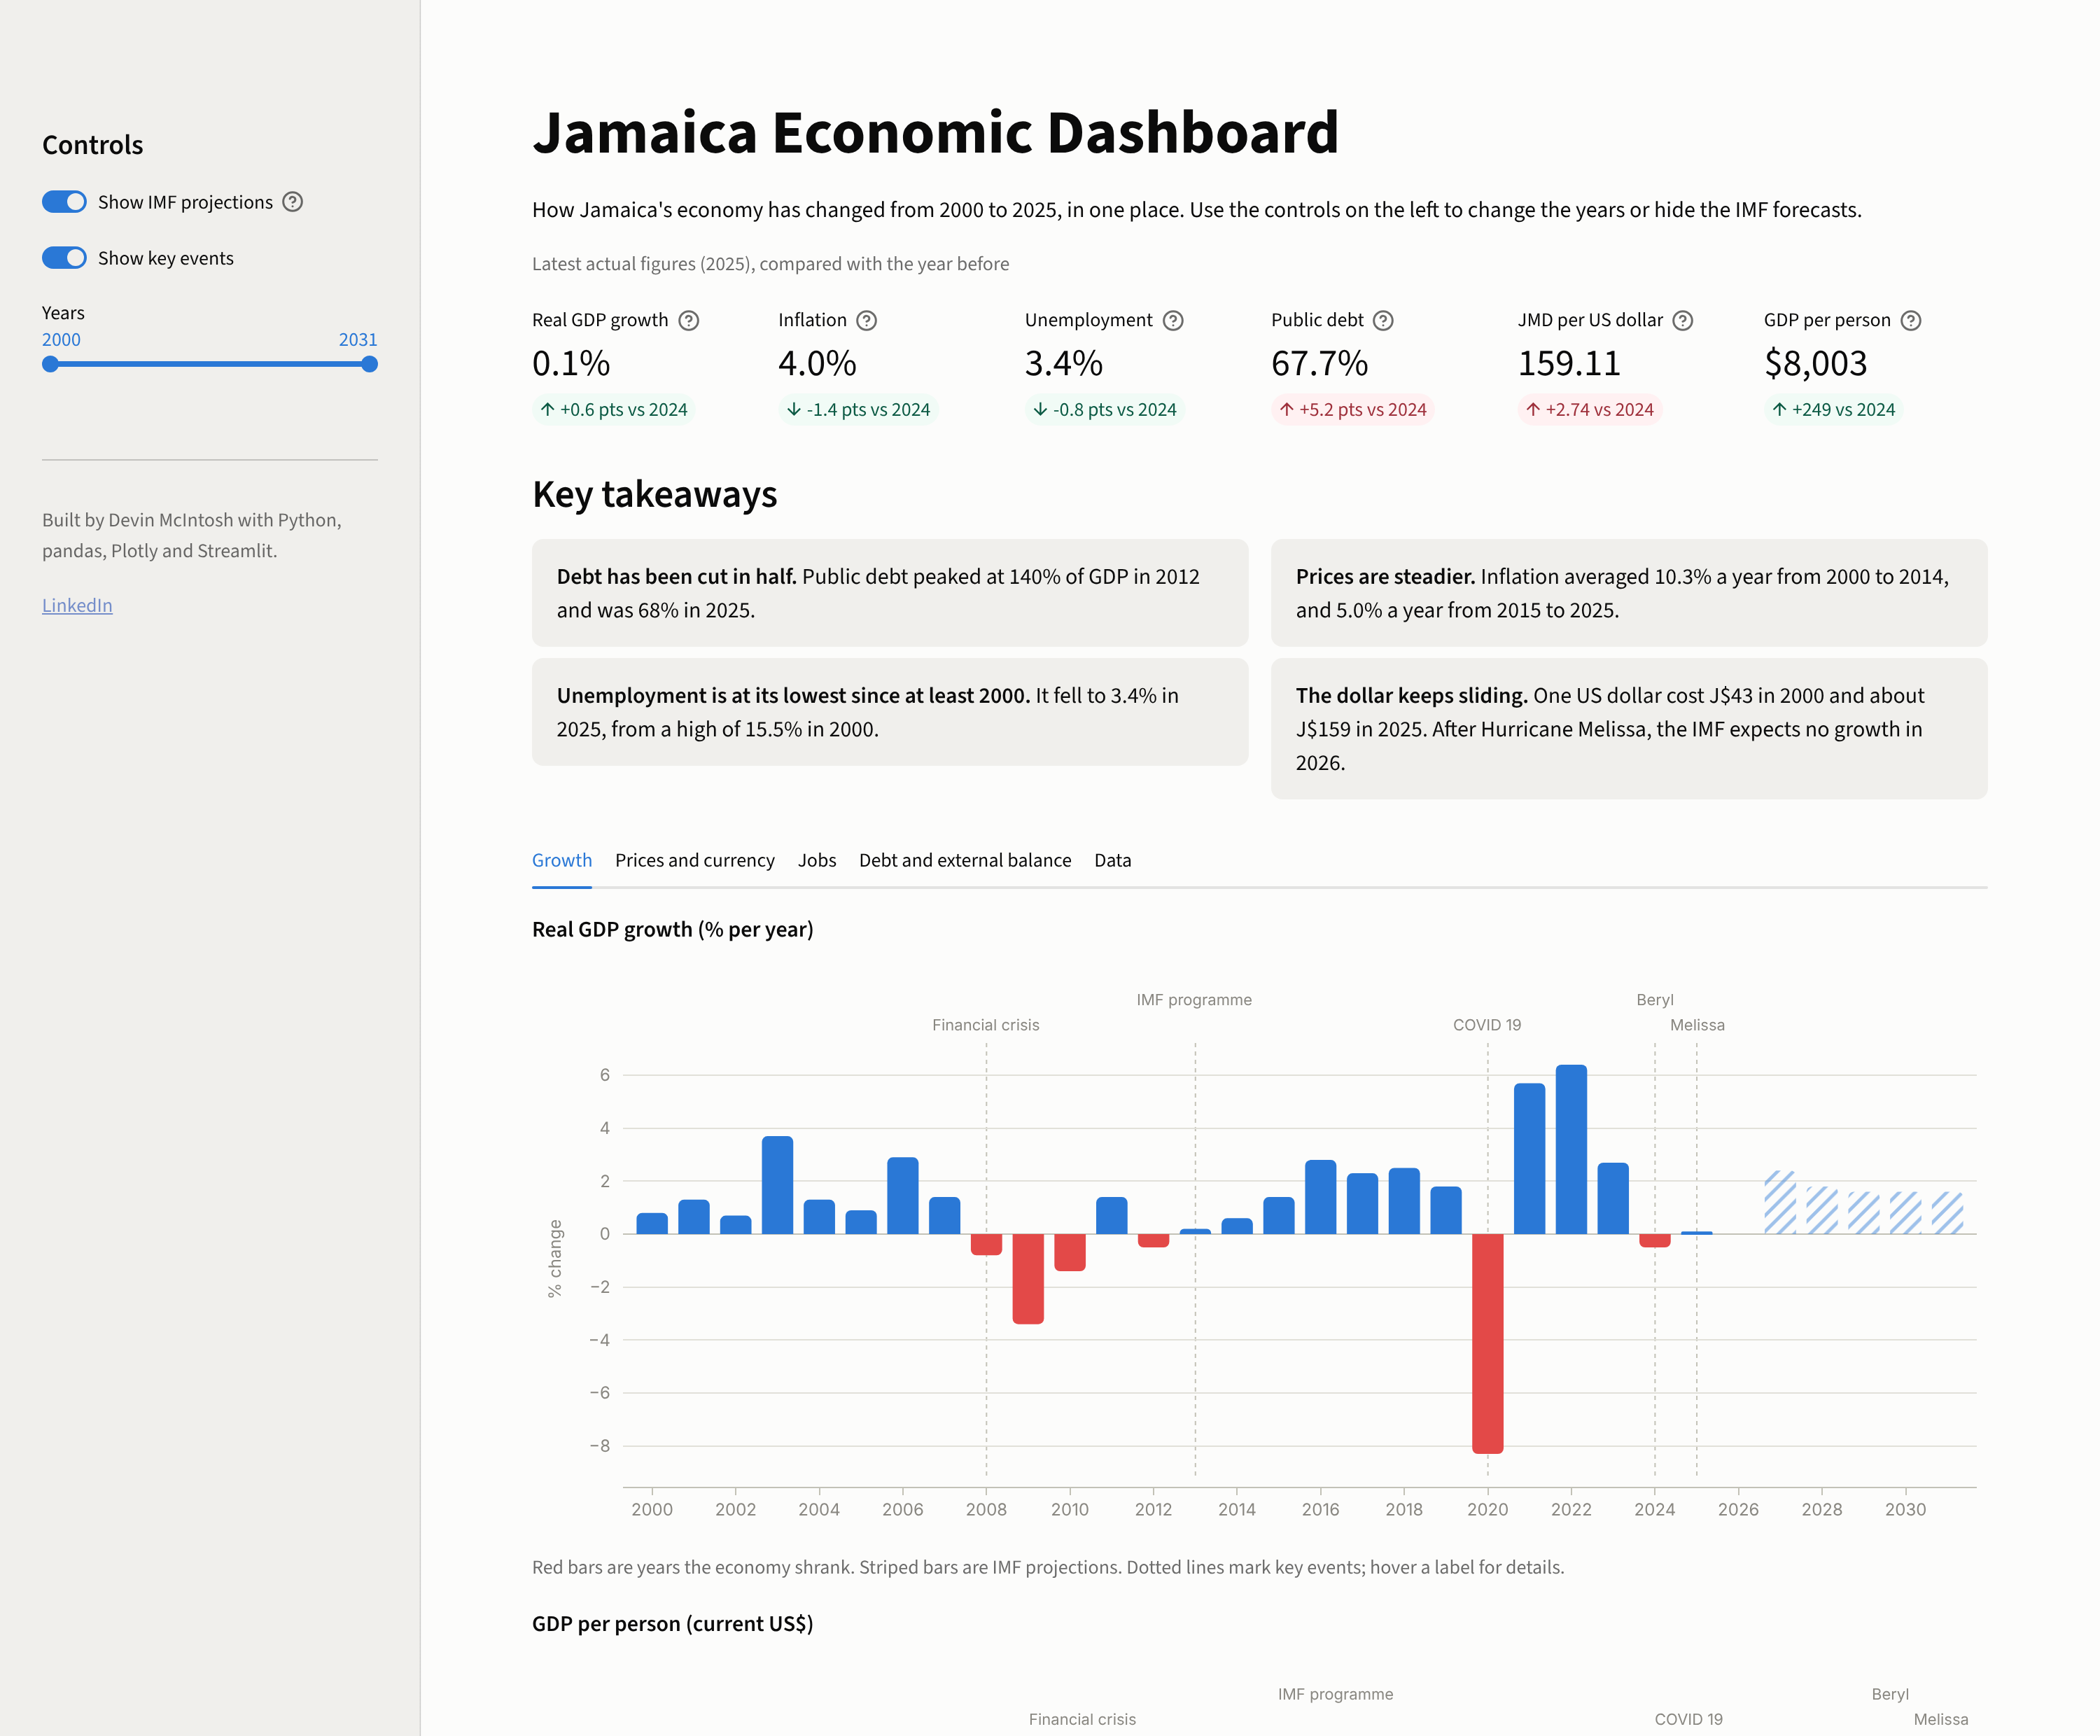 Controls
Show IMF projections
Show key events
Years
2000 2031
Built by Devin McIntosh with Python,
pandas, Plotly and Streamlit.
LinkedIn
Jamaica Economic Dashboard
How Jamaica's economy has changed from 2000 to 2025, in one place. Use the controls on the left to change the years or hide the IMF forecasts.
Latest actual figures (2025), compared with the year before
Real GDP growth
0.1%
↑ +0.6 pts vs 2024
Inflation
4.0%
↓ -1.4 pts vs 2024
Unemployment
3.4%
↓ -0.8 pts vs 2024
Public debt
67.7%
↑ +5.2 pts vs 2024
JMD per US dollar
159.11
↑ +2.74 vs 2024
GDP per person
$8,003
↑ +249 vs 2024
Key takeaways
Debt has been cut in half. Public debt peaked at 140% of GDP in 2012
and was 68% in 2025.
Prices are steadier. Inflation averaged 10.3% a year from 2000 to 2014,
and 5.0% a year from 2015 to 2025.
Unemployment is at its lowest since at least 2000. It fell to 3.4% in
2025, from a high of 15.5% in 2000.
The dollar keeps sliding. One US dollar cost J$43 in 2000 and about
J$159 in 2025. After Hurricane Melissa, the IMF expects no growth in
2026.
Growth Prices and currency Jobs Debt and external balance Data
Real GDP growth (% per year)
IMF programme Beryl
Financial crisis COVID 19 Melissa
6
4
2
0
−2
−4
−6
−8
% change
2000 2002 2004 2006 2008 2010 2012 2014 2016 2018 2020 2022 2024 2026 2028 2030
Red bars are years the economy shrank. Striped bars are IMF projections. Dotted lines mark key events; hover a label for details.
GDP per person (current US$)
IMF programme Beryl
Financial crisis COVID 19 Melissa